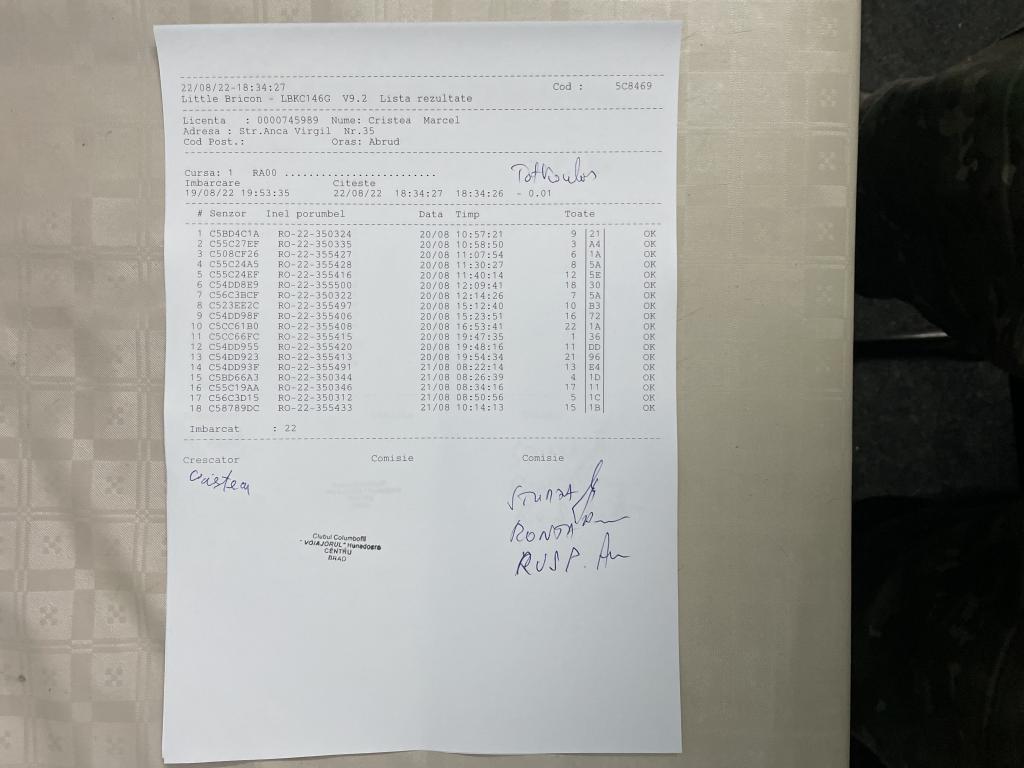 22/08/22-18:34:27 Cod : 5C8469
Little Bricon - LBKC146G V9.2 Lista rezultate
Licenta : 0000745989 Nume: Cristea Marcel
Adresa : Str.Anca Virgil Nr.35
Cod Post.: Oras: Abrud
Cursa: 1 RA00 ........................
Imbarcare Citeste
19/08/22 19:53:35 22/08/22 18:34:27 18:34:26 - 0.01
# Senzor Inel porumbel Data Timp Toate
1 C5BD4C1A RO-22-350324 20/08 10:57:21 9 21 OK
2 C55C27EF RO-22-350335 20/08 10:58:50 3 A4 OK
3 C508CF26 RO-22-355427 20/08 11:07:54 6 1A OK
4 C55C24A5 RO-22-355428 20/08 11:30:27 8 5A OK
5 C55C24EF RO-22-355416 20/08 11:40:14 12 5E OK
6 C54DD8E9 RO-22-355500 20/08 12:09:41 18 30 OK
7 C56C3BCF RO-22-350322 20/08 12:14:26 7 5A OK
8 C523EE2C RO-22-355497 20/08 15:12:40 10 B3 OK
9 C54DD98F RO-22-355406 20/08 15:23:51 16 72 OK
10 C5CC61B0 RO-22-355408 20/08 16:53:41 22 1A OK
11 C5CC66FC RO-22-355415 20/08 19:47:35 1 36 OK
12 C54DD955 RO-22-355420 20/08 19:48:16 11 DD OK
13 C54DD923 RO-22-355413 20/08 19:54:34 21 96 OK
14 C54DD93F RO-22-355491 21/08 08:22:14 13 E4 OK
15 C5BD66A3 RO-22-350344 21/08 08:26:39 4 1D OK
16 C55C19AA RO-22-350346 21/08 08:34:16 17 11 OK
17 C56C3D15 RO-22-350312 21/08 08:50:56 5 1C OK
18 C58789DC RO-22-355433 21/08 10:14:13 15 1B OK
Imbarcat : 22
Crescator Comisie Comisie
Cristea
STURZA
RONTA
RUS P.
Clubul Columbofil
"VOIAJORUL" Hunedoara
CENTRU
BRAD